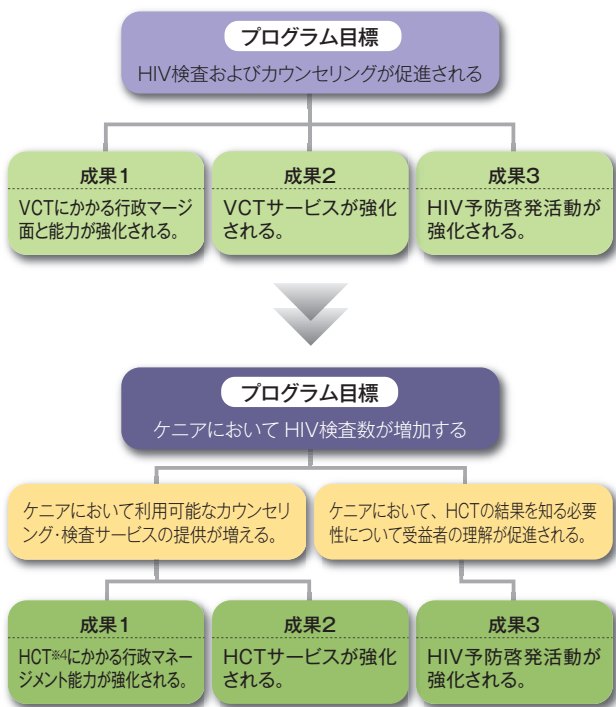 プログラム目標
HIV検査およびカウンセリングが促進される
成果1
VCTにかかる行政マージ
面と能力が強化される。
成果2
VCTサービスが強化
される。
成果3
HIV予防啓発活動が
強化される。
プログラム目標
ケニアにおいて HIV検査数が増加する
ケニアにおいて利用可能なカウンセリ
ング・検査サービスの提供が増える。
ケニアにおいて、HCTの結果を知る必要
性について受益者の理解が促進される。
成果1
HCT※4にかかる行政マネー
ジメント能力が強化される。
成果2
HCTサービスが強化
される。
成果3
HIV予防啓発活動が
強化される。